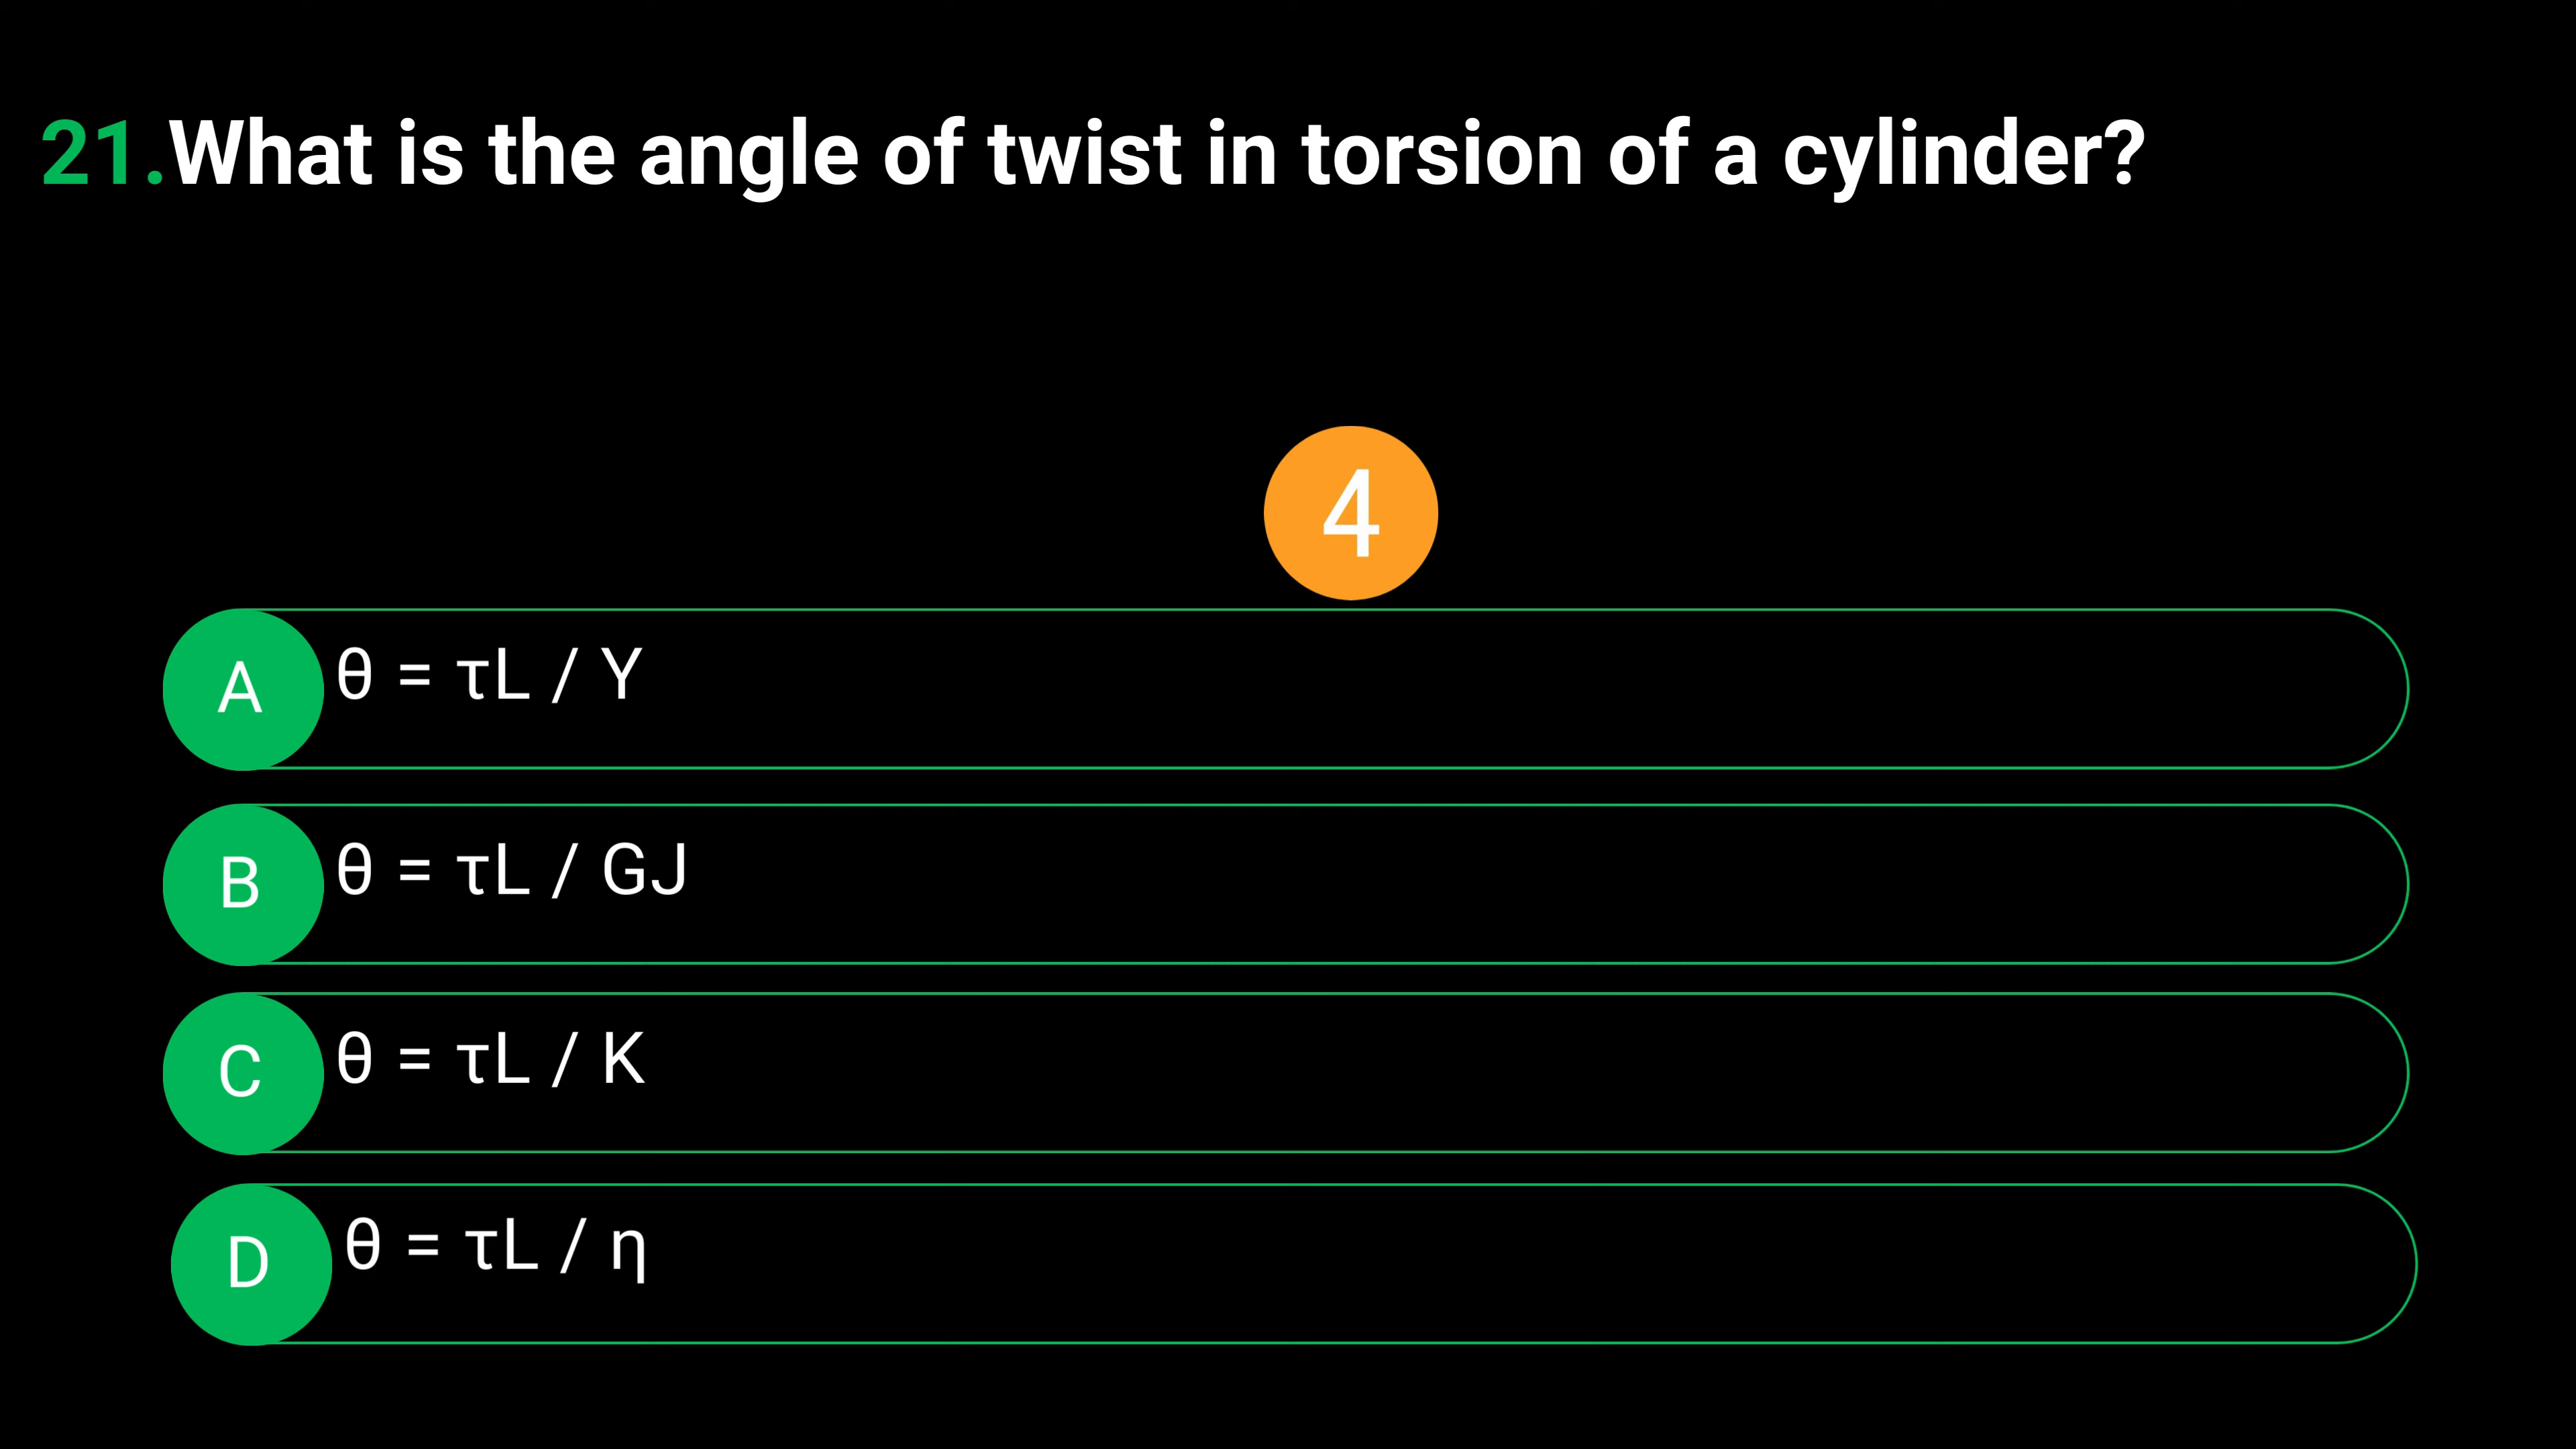 21.What is the angle of twist in torsion of a cylinder?
4
A θ = τL / Y
B θ = τL / GJ
C θ = τL / K
D θ = τL / η